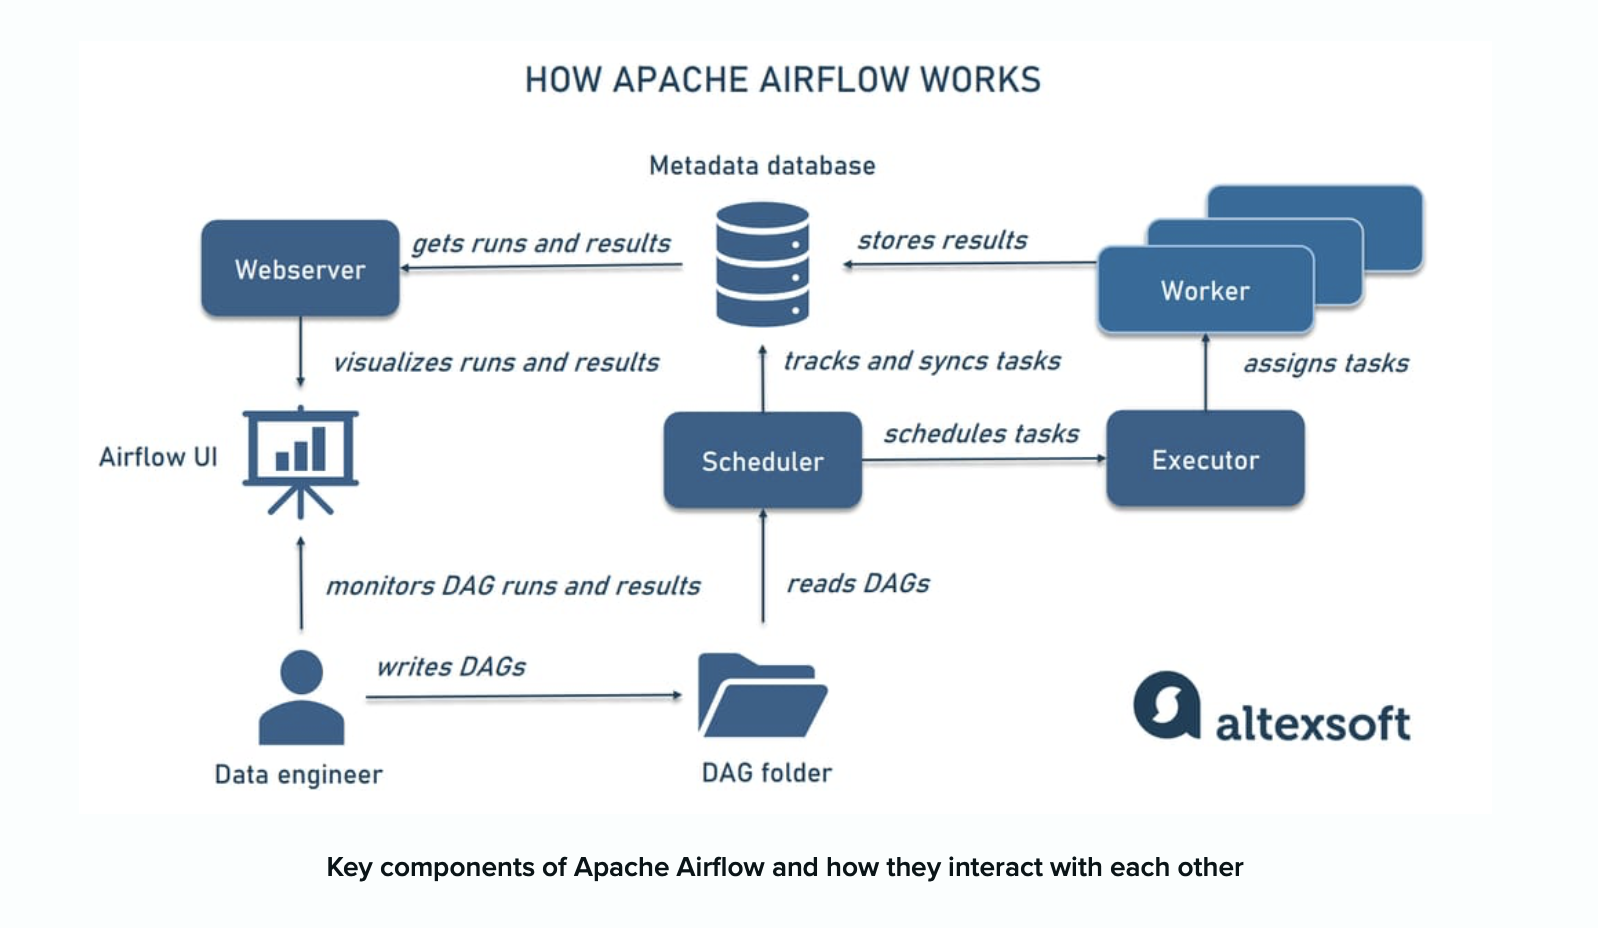 HOW APACHE AIRFLOW WORKS
Metadata database
Webserver
gets runs and results
stores results
Worker
visualizes runs and results
tracks and syncs tasks
assigns tasks
Airflow UI
Scheduler
schedules tasks
Executor
monitors DAG runs and results
reads DAGs
writes DAGs
Data engineer
DAG folder
altexsoft
Key components of Apache Airflow and how they interact with each other